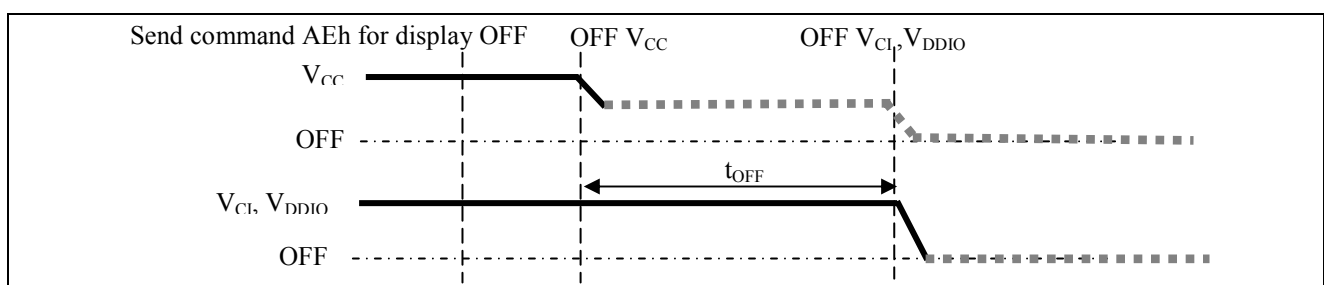 Send command AEh for display OFF OFF V_CC OFF V_CI ,V_DDIO
V_CC
OFF
t_OFF
V_CI, V_DDIO
OFF